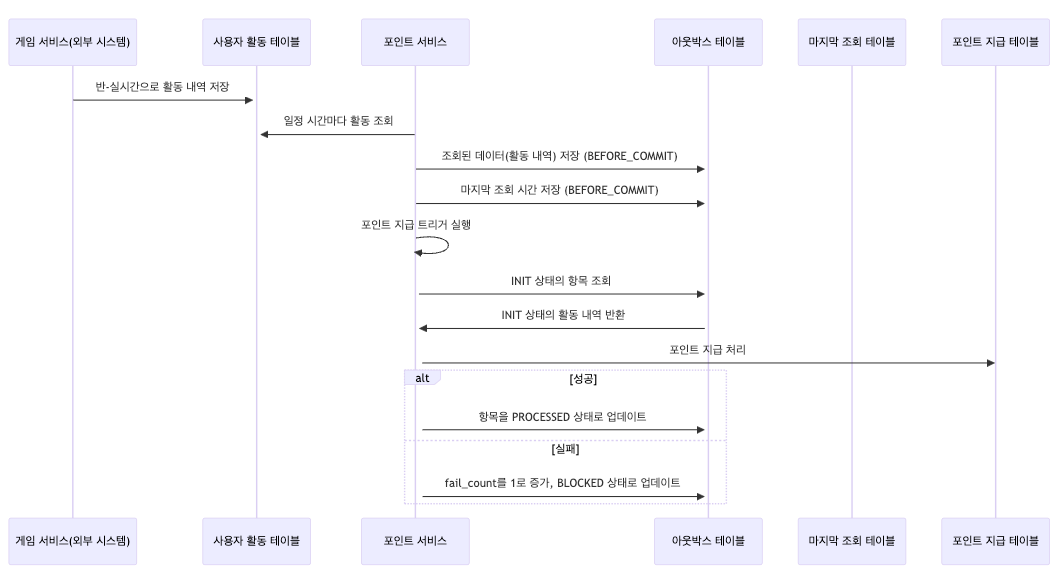 게임 서비스(외부 시스템)
사용자 활동 테이블
포인트 서비스
아웃박스 테이블
마지막 조회 테이블
포인트 지급 테이블
반-실시간으로 활동 내역 저장
일정 시간마다 활동 조회
조회된 데이터(활동 내역) 저장 (BEFORE_COMMIT)
마지막 조회 시간 저장 (BEFORE_COMMIT)
포인트 지급 트리거 실행
INIT 상태의 항목 조회
INIT 상태의 활동 내역 반환
포인트 지급 처리
alt
[성공]
항목을 PROCESSED 상태로 업데이트
[실패]
fail_count를 1로 증가, BLOCKED 상태로 업데이트
게임 서비스(외부 시스템)
사용자 활동 테이블
포인트 서비스
아웃박스 테이블
마지막 조회 테이블
포인트 지급 테이블